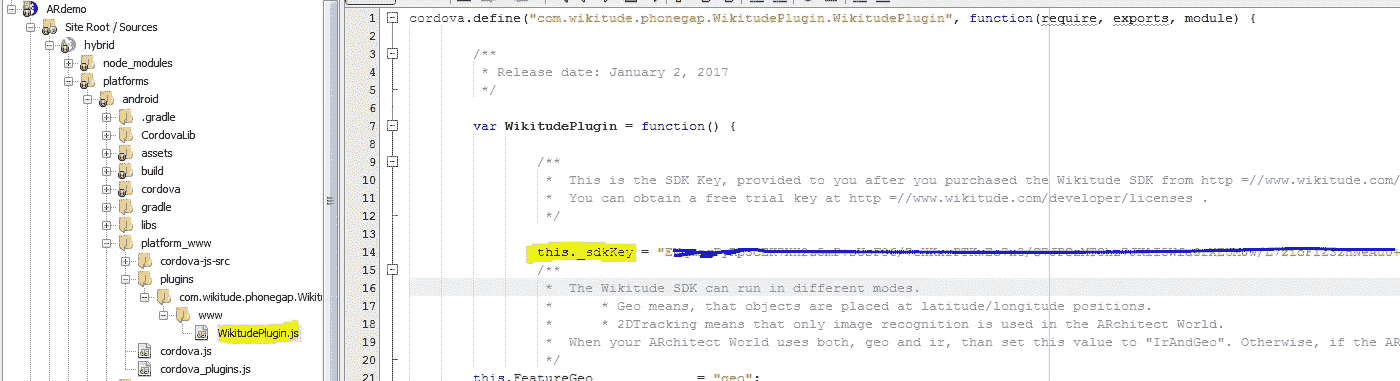 ARdemo
Site Root / Sources
hybrid
node_modules
platforms
android
.gradle
CordovaLib
assets
build
cordova
gradle
libs
platform_www
cordova-js-src
plugins
com.wikitude.phonegap.Wikit
www
WikitudePlugin.js
cordova.js
cordova_plugins.js
1 cordova.define("com.wikitude.phonegap.WikitudePlugin.WikitudePlugin", function(require, exports, module) {
2
3 /**
4 * Release date: January 2, 2017
5 */
6
7 var WikitudePlugin = function() {
8
9 /**
10 * This is the SDK Key, provided to you after you purchased the Wikitude SDK from http =//www.wikitude.com/
11 * You can obtain a free trial key at http =//www.wikitude.com/developer/licenses .
12 */
13
14 this._sdkKey = "
15 /**
16 * The Wikitude SDK can run in different modes.
17 * * Geo means, that objects are placed at latitude/longitude positions.
18 * * 2DTracking means that only image recognition is used in the ARchitect World.
19 * When your ARchitect World uses both, geo and ir, than set this value to "IrAndGeo". Otherwise, if the AR
20 */
21 this.FeatureGeo = "geo";